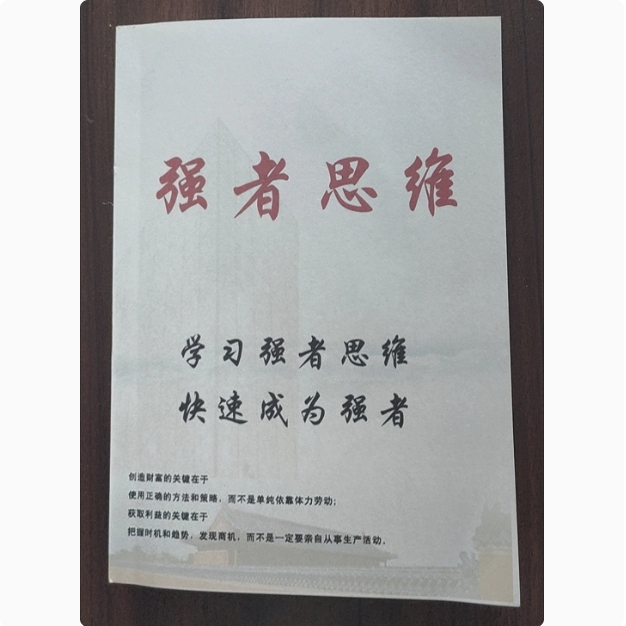 强者思维
学习强者思维
快速成为强者
创造财富的关键在于
使用正确的方法和策略，而不是单纯依靠体力劳动；
获取利益的关键在于
把握时机和趋势，发现商机，而不是一定要亲自从事生产活动．